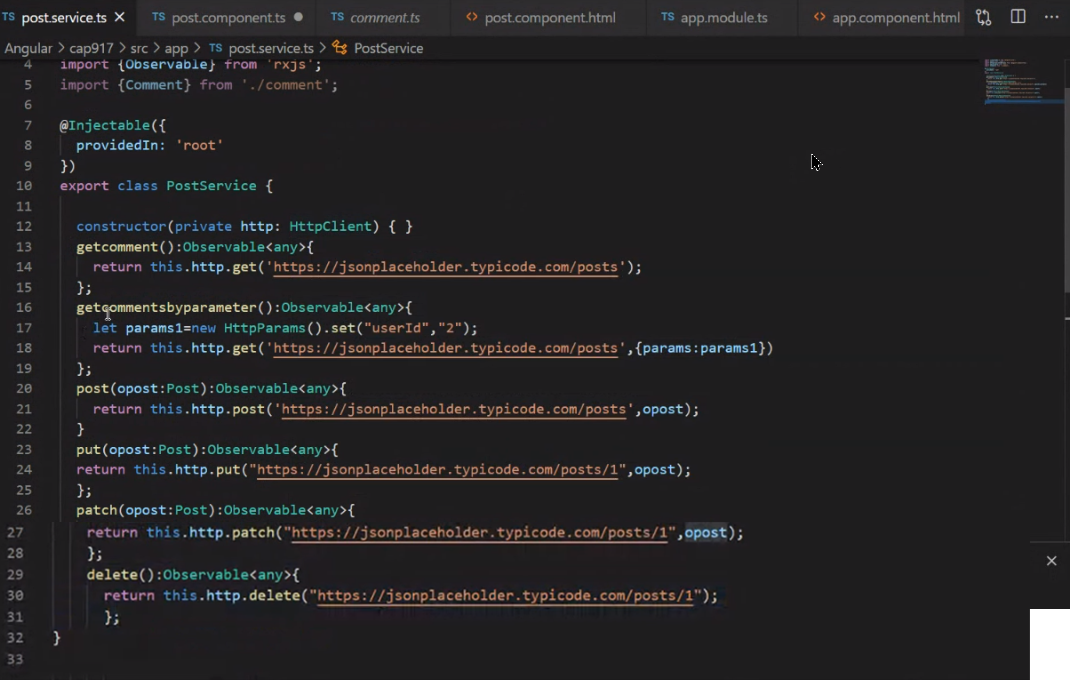 post.service.ts post.component.ts comment.ts post.component.html app.module.ts app.component.html
Angular > cap917 > src > app > TS post.service.ts > PostService
4 import {Observable} from 'rxjs';
5 import {Comment} from './comment';
6
7 @Injectable({
8 providedIn: 'root'
9 })
10 export class PostService {
11
12 constructor(private http: HttpClient) { }
13 getcomment():Observable<any>{
14 return this.http.get('https://jsonplaceholder.typicode.com/posts');
15 };
16 getcommentsbyparameter():Observable<any>{
17 let params1=new HttpParams().set("userId","2");
18 return this.http.get('https://jsonplaceholder.typicode.com/posts',{params:params1})
19 };
20 post(opost:Post):Observable<any>{
21 return this.http.post('https://jsonplaceholder.typicode.com/posts',opost);
22 }
23 put(opost:Post):Observable<any>{
24 return this.http.put("https://jsonplaceholder.typicode.com/posts/1",opost);
25 };
26 patch(opost:Post):Observable<any>{
27 return this.http.patch("https://jsonplaceholder.typicode.com/posts/1",opost);
28 };
29 delete():Observable<any>{
30 return this.http.delete("https://jsonplaceholder.typicode.com/posts/1");
31 };
32 }
33